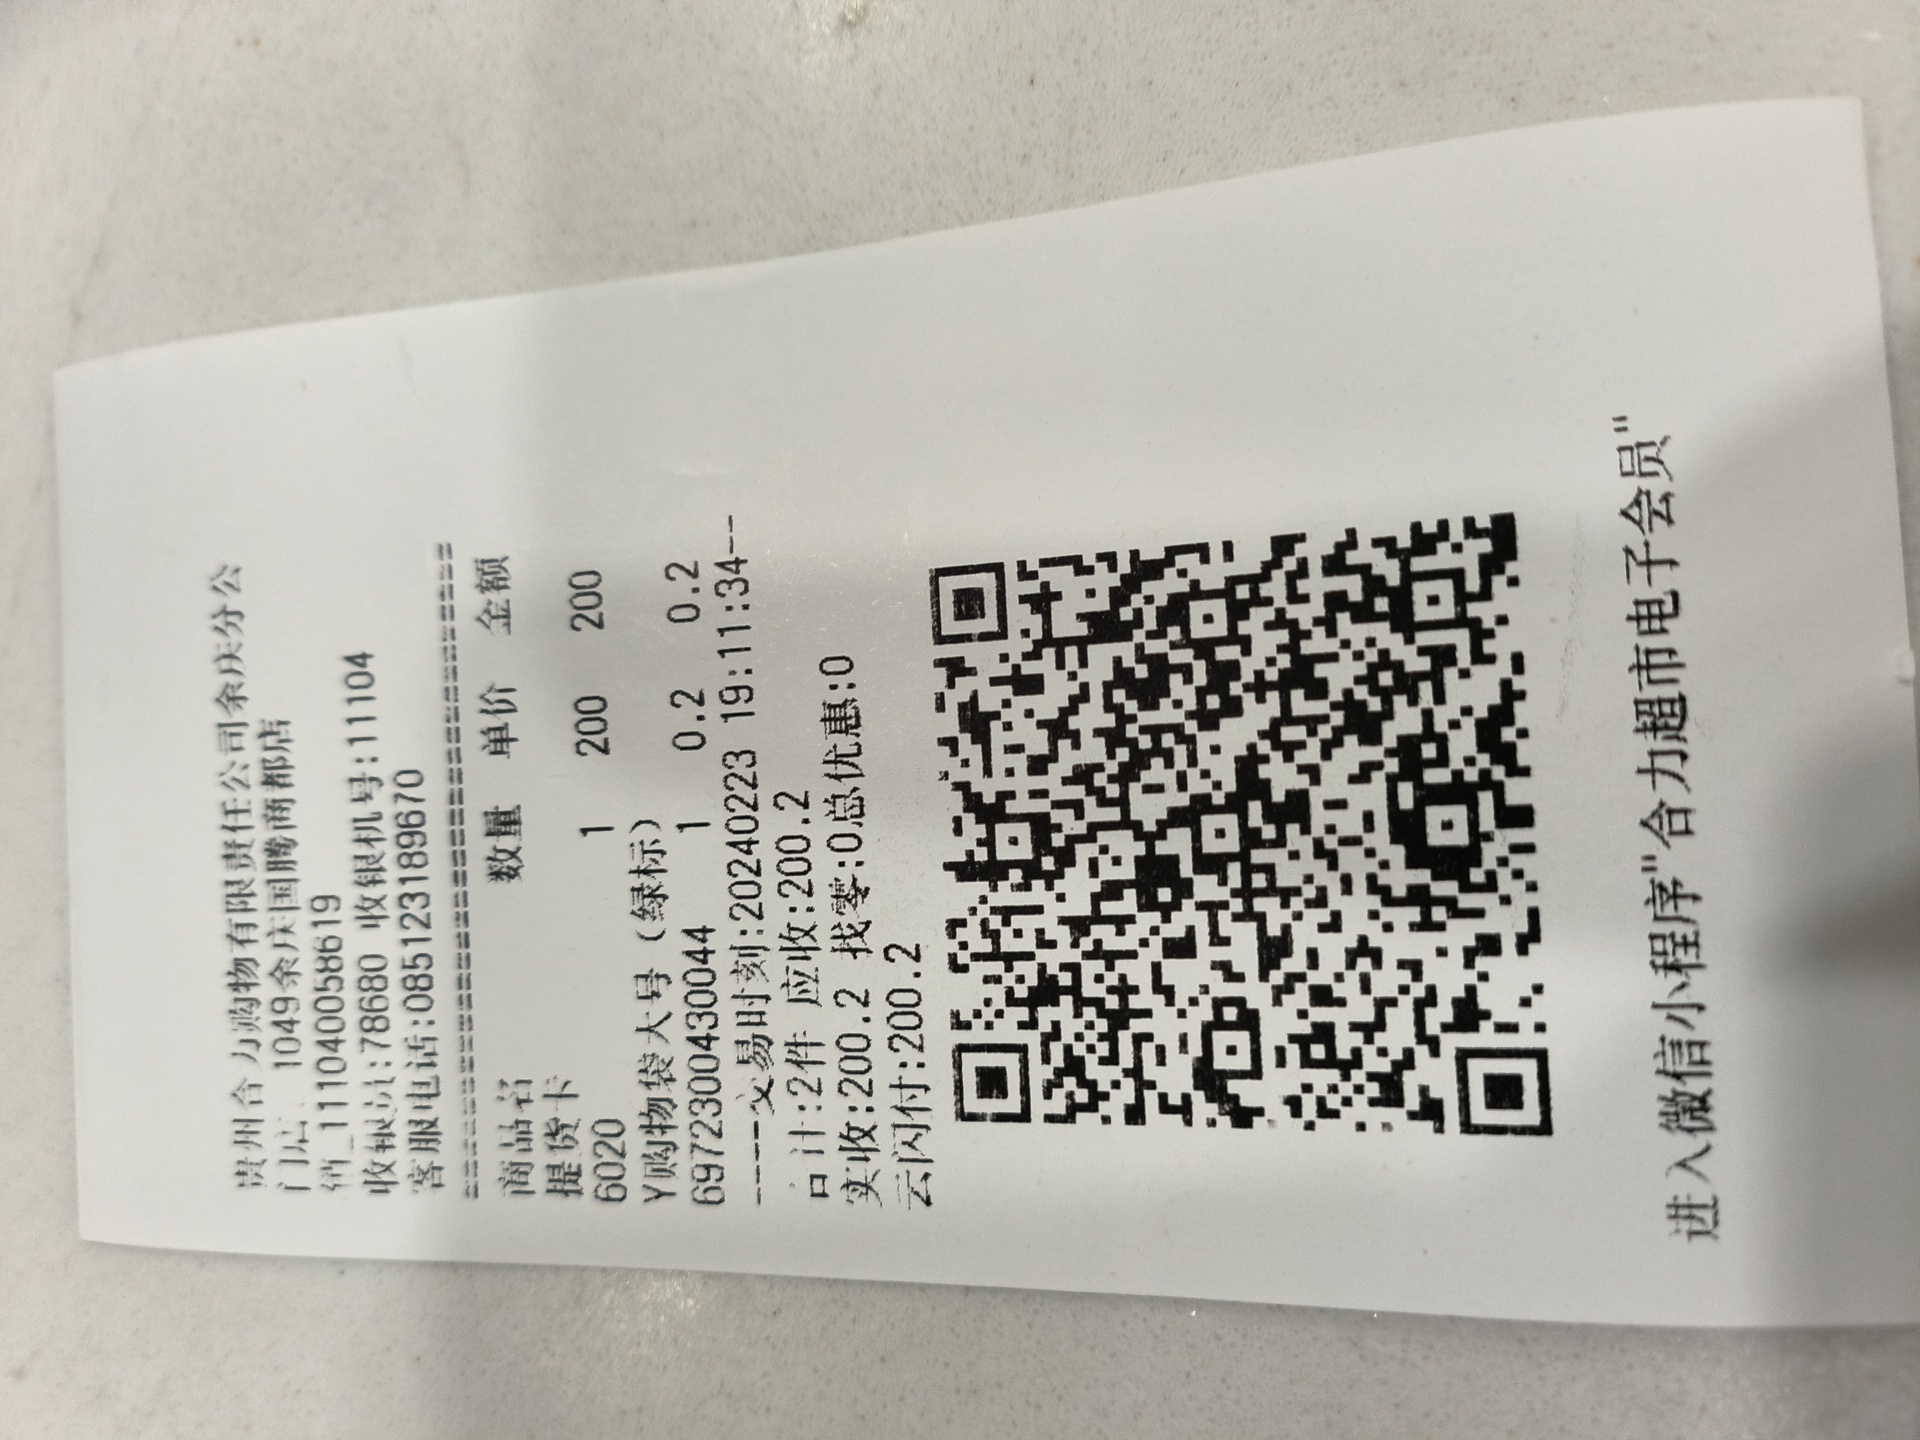 贵州合力购物有限责任公司余庆分公
门店: 1049余庆国腾商都店
销_1111040058​8619
收银员:78680 收银机号:11104
客服电话:085123189670
================================
商品名 数量 单价 金额
提货卡
6020 1 200 200
Y购物袋大号（绿标）
6972300430044 1 0.2 0.2
----交易时刻:20240223 19:11:34--
合计:2件 应收:200.2
实收:200.2 找零:0总优惠:0
云闪付:200.2
进入微信小程序"合力超市电子会员"